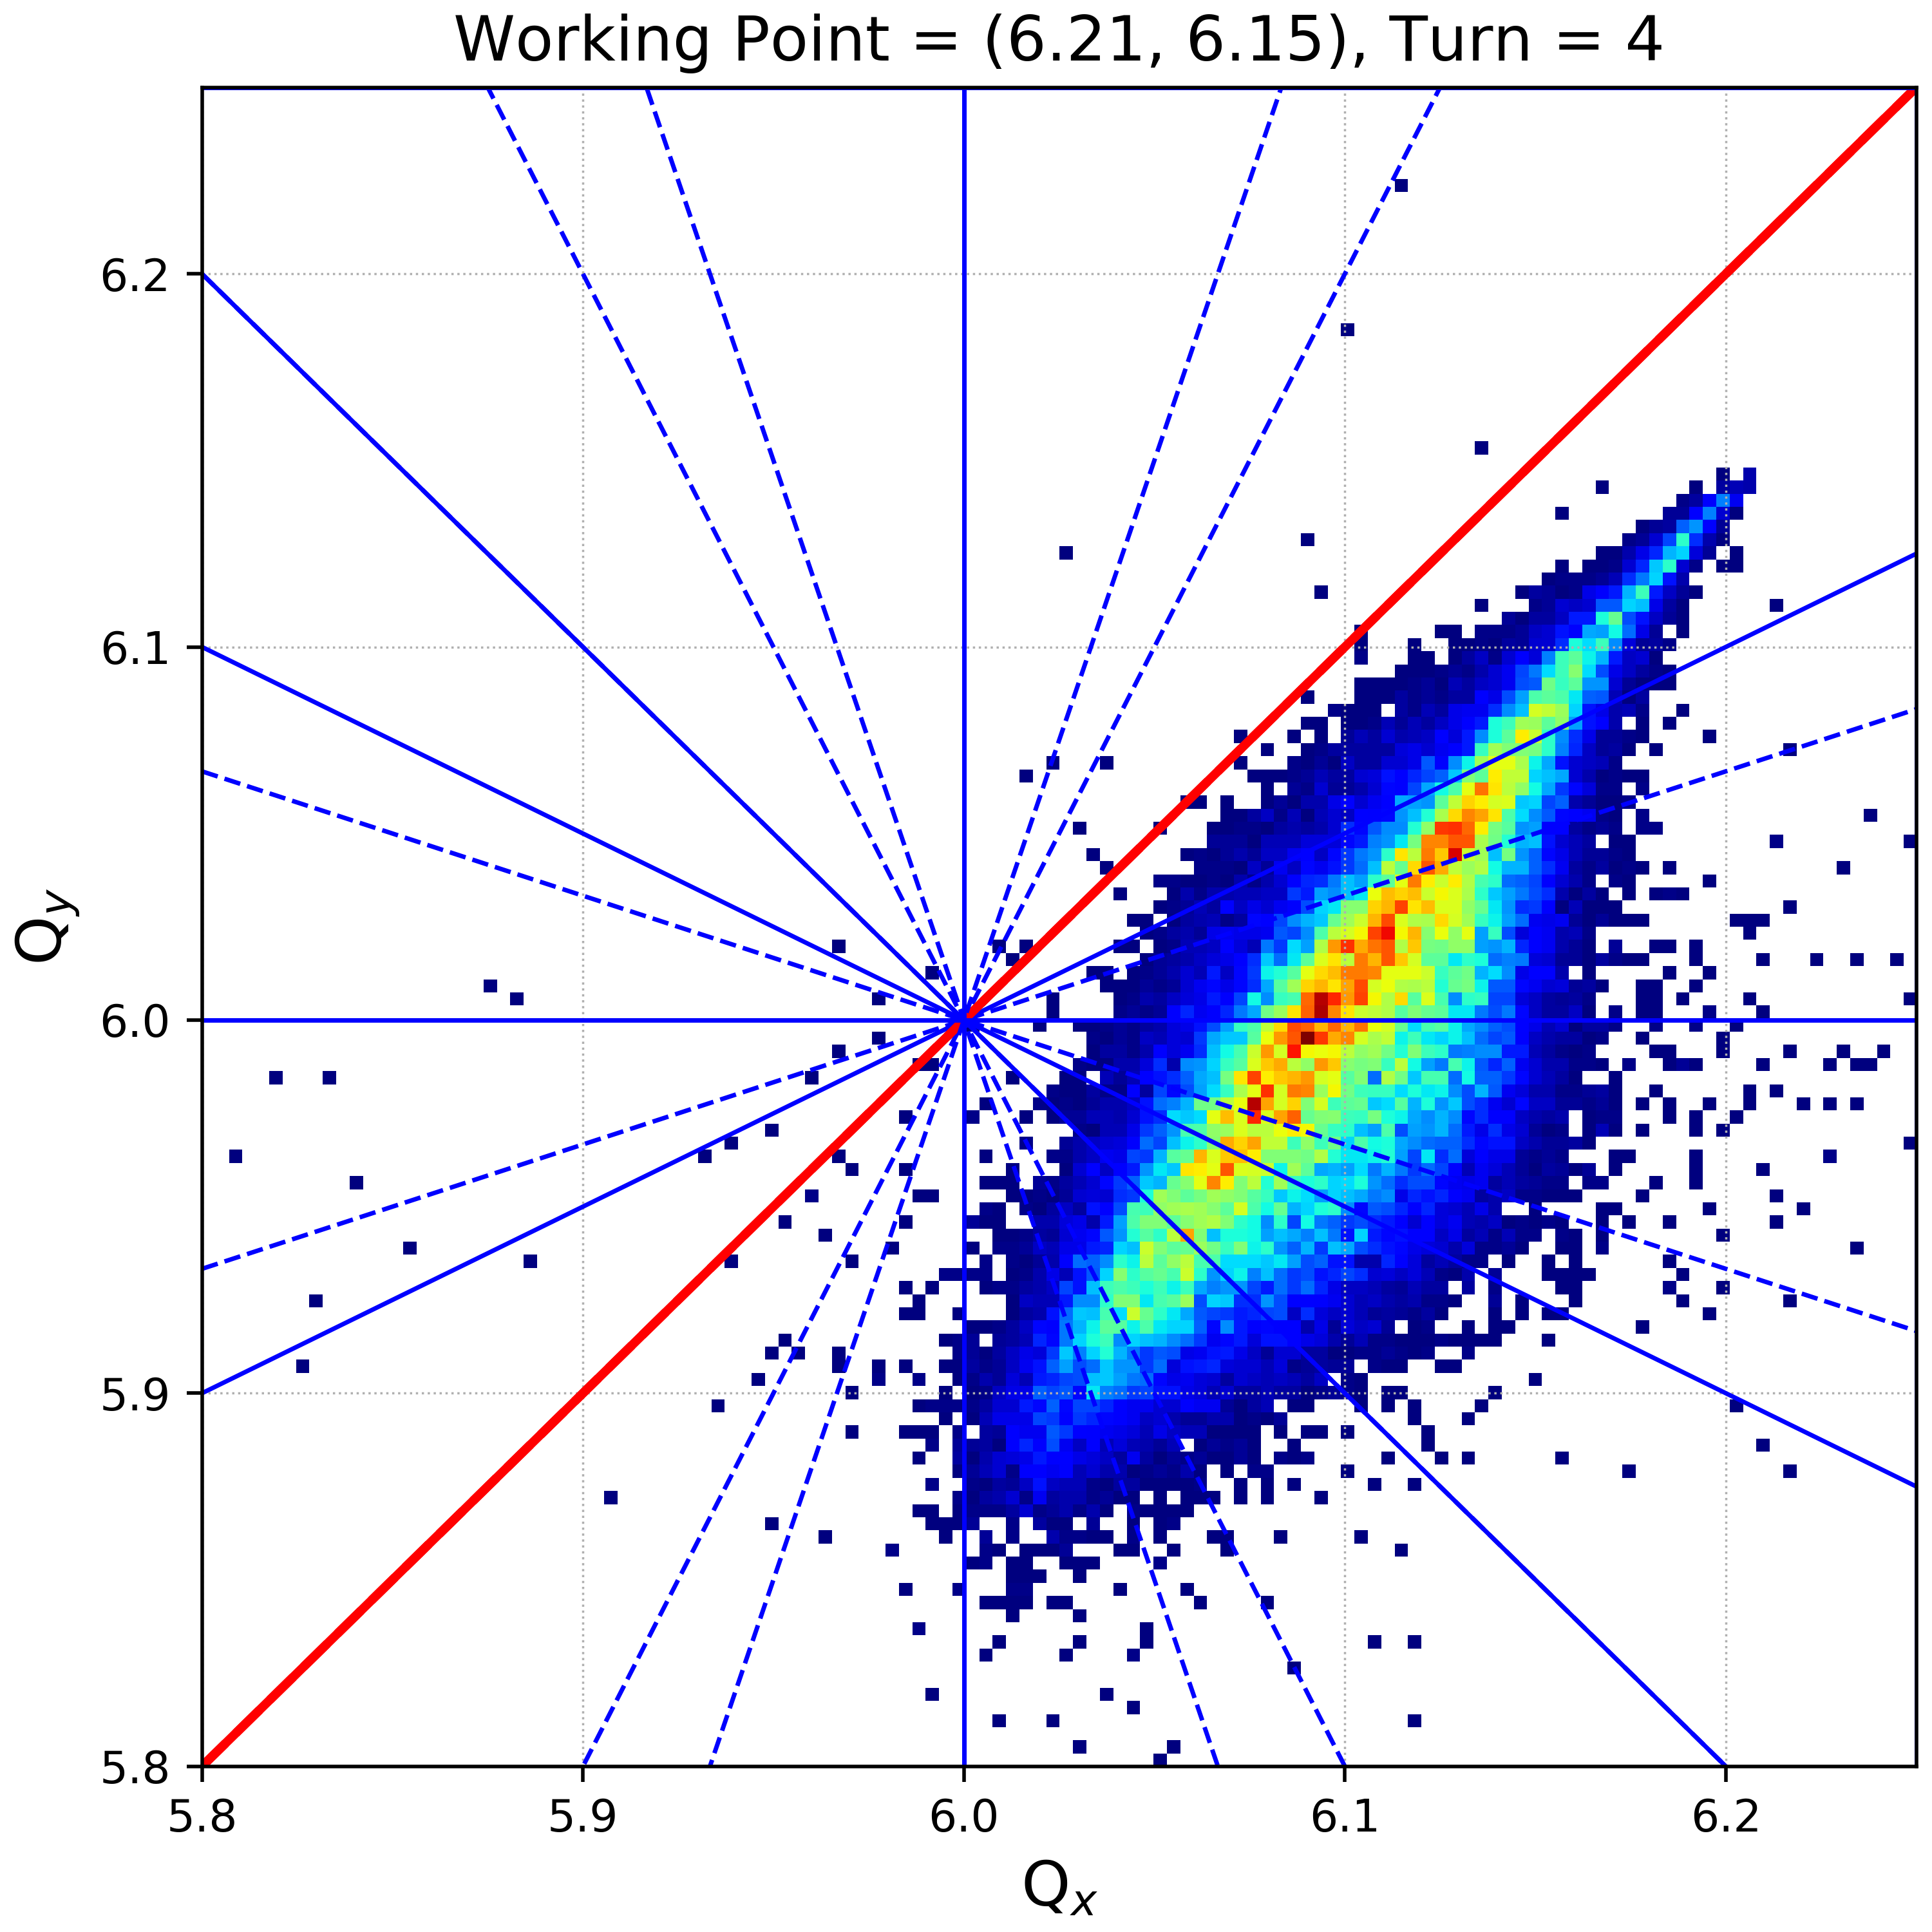 Working Point = (6.21, 6.15), Turn = 4
6.2
6.1
6.0
5.9
5.8
Qy
5.8 5.9 6.0 6.1 6.2
Qx